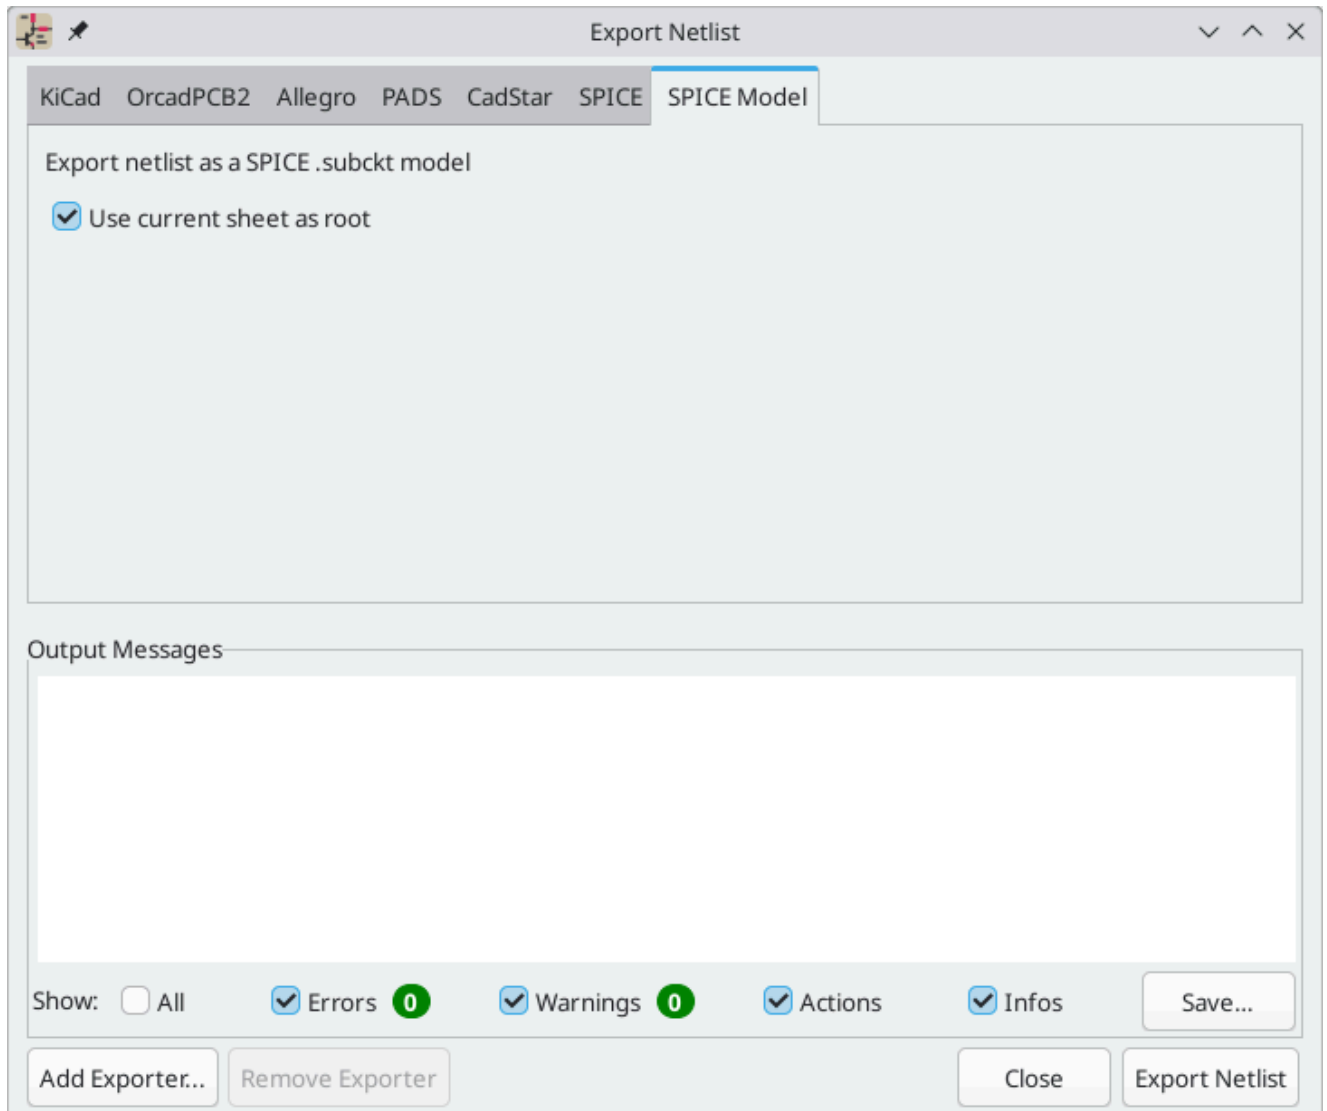 Export Netlist
KiCad OrcadPCB2 Allegro PADS CadStar SPICE SPICE Model
Export netlist as a SPICE .subckt model
Use current sheet as root
Output Messages
Show: All Errors 0 Warnings 0 Actions Infos Save...
Add Exporter... Remove Exporter Close Export Netlist